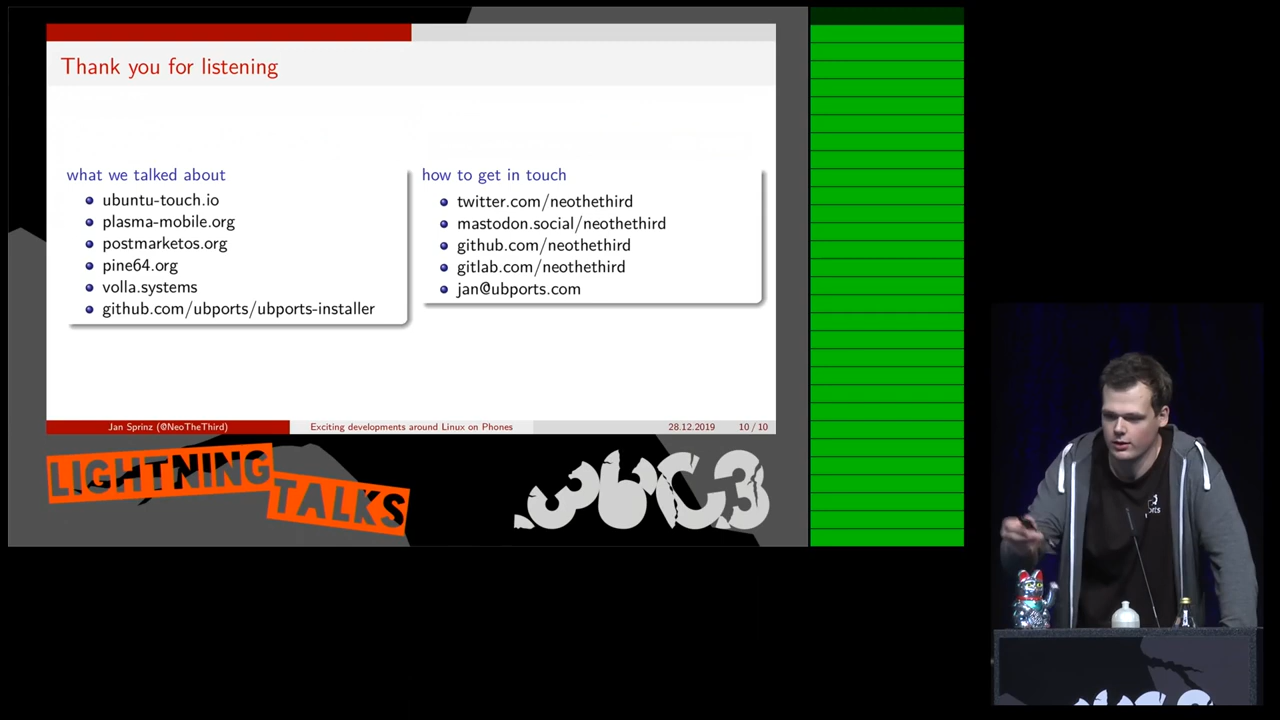 Thank you for listening
what we talked about
ubuntu-touch.io
plasma-mobile.org
postmarketos.org
pine64.org
volla.systems
github.com/ubports/ubports-installer
how to get in touch
twitter.com/neothethird
mastodon.social/neothethird
github.com/neothethird
gitlab.com/neothethird
jan@ubports.com
Jan Sprinz (@NeoTheThird)
Exciting developments around Linux on Phones
28.12.2019
10 / 10
LIGHTNING
TALKS
36C3